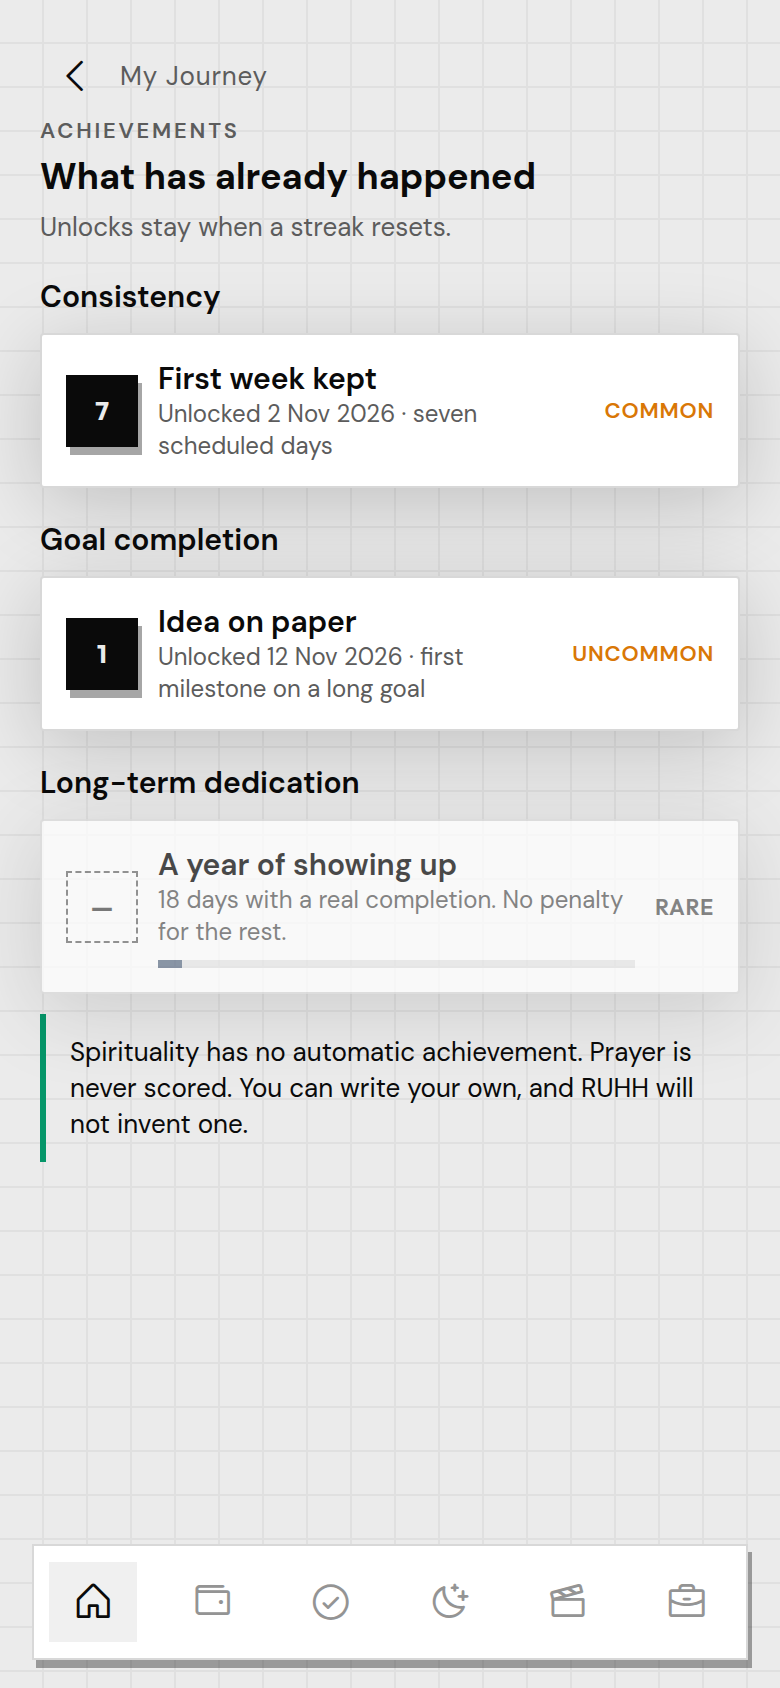 My Journey
ACHIEVEMENTS
What has already happened
Unlocks stay when a streak resets.
Consistency
7
First week kept
Unlocked 2 Nov 2026 · seven
scheduled days
COMMON
Goal completion
1
Idea on paper
Unlocked 12 Nov 2026 · first
milestone on a long goal
UNCOMMON
Long-term dedication
–
A year of showing up
18 days with a real completion. No penalty
for the rest.
RARE
Spirituality has no automatic achievement. Prayer is
never scored. You can write your own, and RUHH will
not invent one.